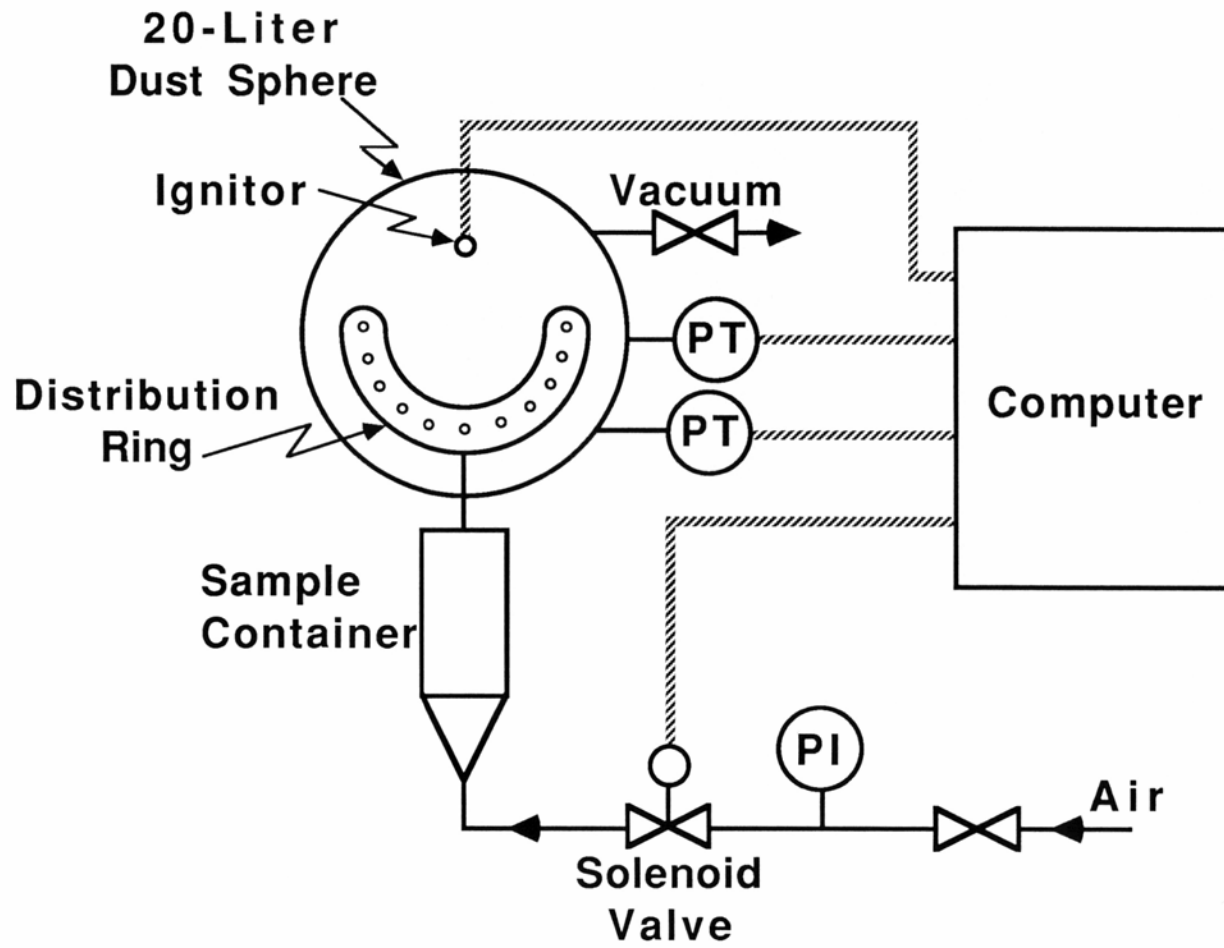 20-Liter
Dust Sphere
Ignitor
Vacuum
PT
Distribution
Ring
PT
Computer
Sample
Container
PI
Air
Solenoid
Valve